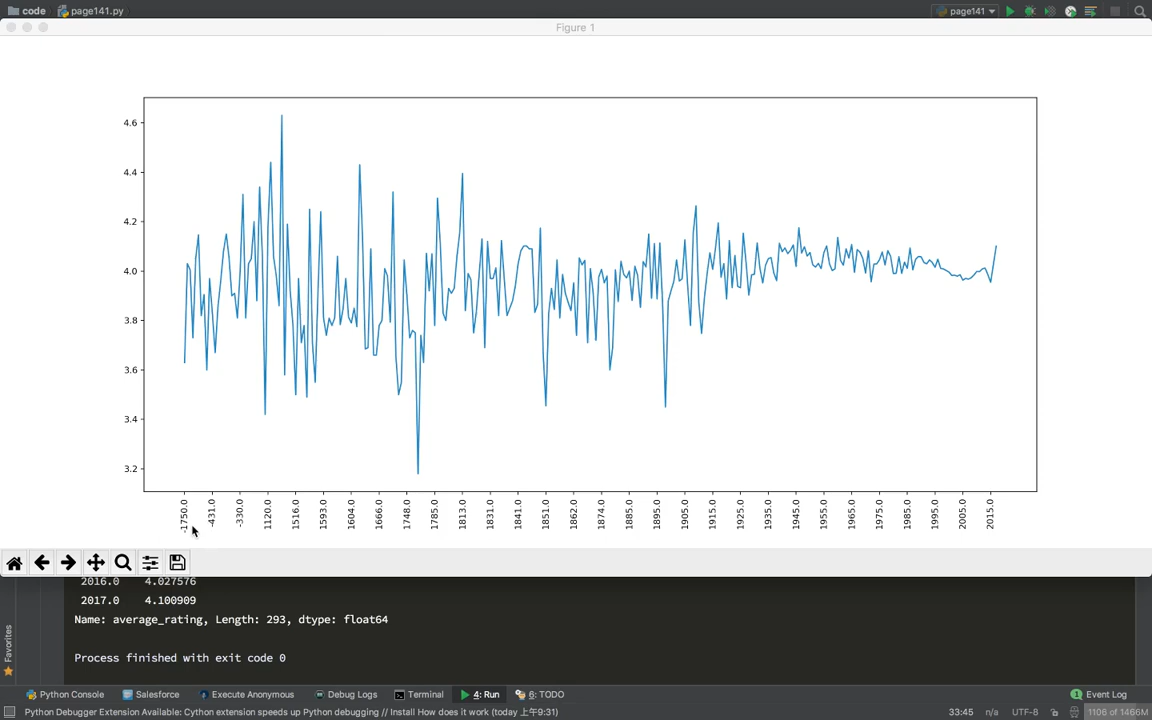 code page141.py page141
Figure 1
4.6
4.4
4.2
4.0
3.8
3.6
3.4
3.2
-1750.0 -431.0 -330.0 1120.0 1516.0 1593.0 1604.0 1666.0 1748.0 1785.0 1813.0 1831.0 1841.0 1851.0 1862.0 1874.0 1885.0 1895.0 1905.0 1915.0 1925.0 1935.0 1945.0 1955.0 1965.0 1975.0 1985.0 1995.0 2005.0 2015.0
2016.0 4.027576
2017.0 4.100909
Name: average_rating, Length: 293, dtype: float64
Process finished with exit code 0
Favorites
Python Console Salesforce Execute Anonymous Debug Logs Terminal 4: Run 6: TODO 1 Event Log
Python Debugger Extension Available: Cython extension speeds up Python debugging // Install How does it work (today 上午9:31) 33:45 n/a UTF-8 1106 of 1466M